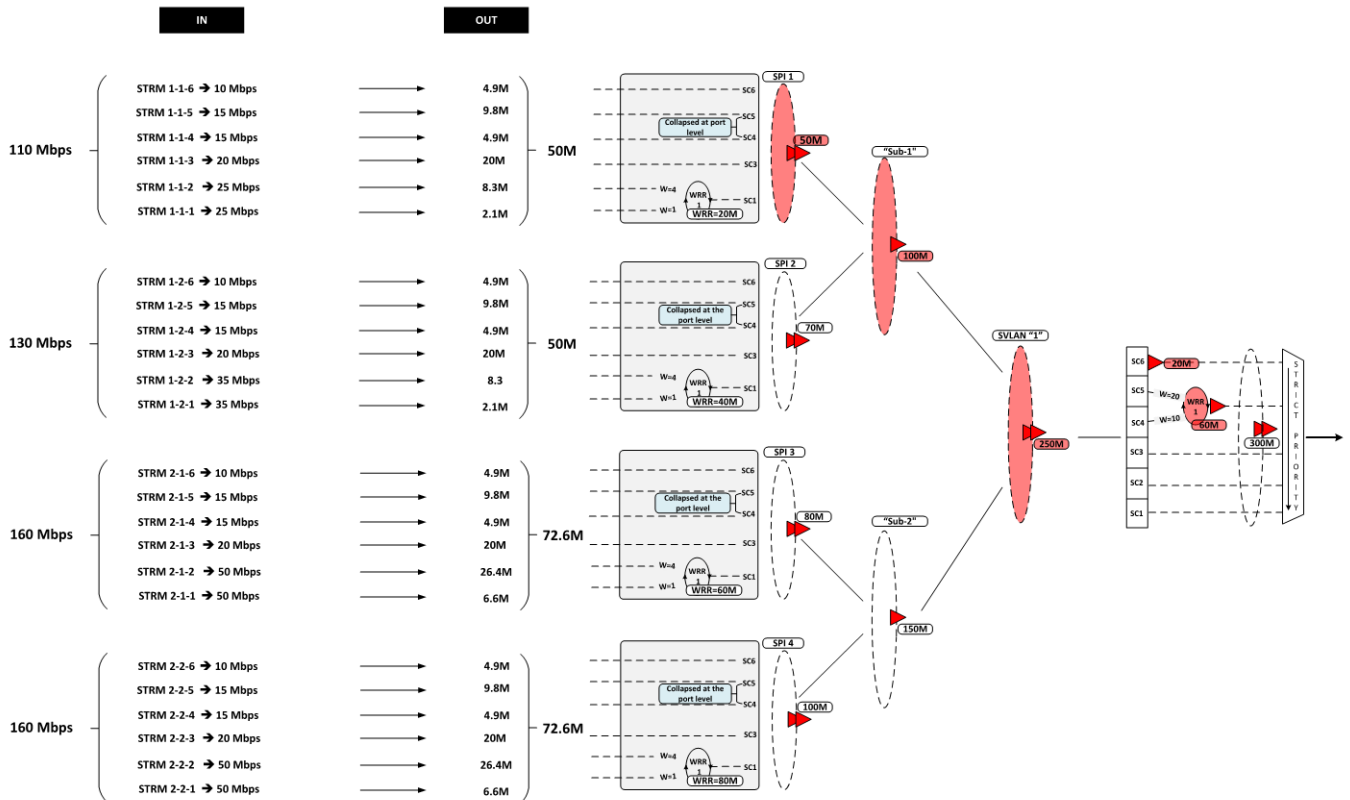 IN
OUT
110 Mbps
STRM 1-1-6 ➔ 10 Mbps
4.9M
STRM 1-1-5 ➔ 15 Mbps
9.8M
STRM 1-1-4 ➔ 15 Mbps
4.9M
STRM 1-1-3 ➔ 20 Mbps
20M
STRM 1-1-2 ➔ 25 Mbps
8.3M
STRM 1-1-1 ➔ 25 Mbps
2.1M
50M
SC6
SC5
Collapsed at port
level
SC4
SC3
W=4
W=1
WRR
1
SC1
WRR=20M
SPI 1
50M
130 Mbps
STRM 1-2-6 ➔ 10 Mbps
4.9M
STRM 1-2-5 ➔ 15 Mbps
9.8M
STRM 1-2-4 ➔ 15 Mbps
4.9M
STRM 1-2-3 ➔ 20 Mbps
20M
STRM 1-2-2 ➔ 35 Mbps
8.3
STRM 1-2-1 ➔ 35 Mbps
2.1M
50M
SC6
SC5
Collapsed at the
port level
SC4
SC3
W=4
W=1
WRR
1
SC1
WRR=40M
SPI 2
70M
160 Mbps
STRM 2-1-6 ➔ 10 Mbps
4.9M
STRM 2-1-5 ➔ 15 Mbps
9.8M
STRM 2-1-4 ➔ 15 Mbps
4.9M
STRM 2-1-3 ➔ 20 Mbps
20M
STRM 2-1-2 ➔ 50 Mbps
26.4M
STRM 2-1-1 ➔ 50 Mbps
6.6M
72.6M
SC6
SC5
Collapsed at the
port level
SC4
SC3
W=4
W=1
WRR
1
SC1
WRR=60M
SPI 3
80M
160 Mbps
STRM 2-2-6 ➔ 10 Mbps
4.9M
STRM 2-2-5 ➔ 15 Mbps
9.8M
STRM 2-2-4 ➔ 15 Mbps
4.9M
STRM 2-2-3 ➔ 20 Mbps
20M
STRM 2-2-2 ➔ 50 Mbps
26.4M
STRM 2-2-1 ➔ 50 Mbps
6.6M
72.6M
SC6
SC5
Collapsed at the
port level
SC4
SC3
W=4
W=1
WRR
1
SC1
WRR=80M
SPI 4
100M
"Sub-1"
100M
"Sub-2"
150M
SVLAN "1"
250M
SC6
SC5
SC4
SC3
SC2
SC1
20M
W=20
W=10
WRR
1
60M
300M
STRICT PRIORITY